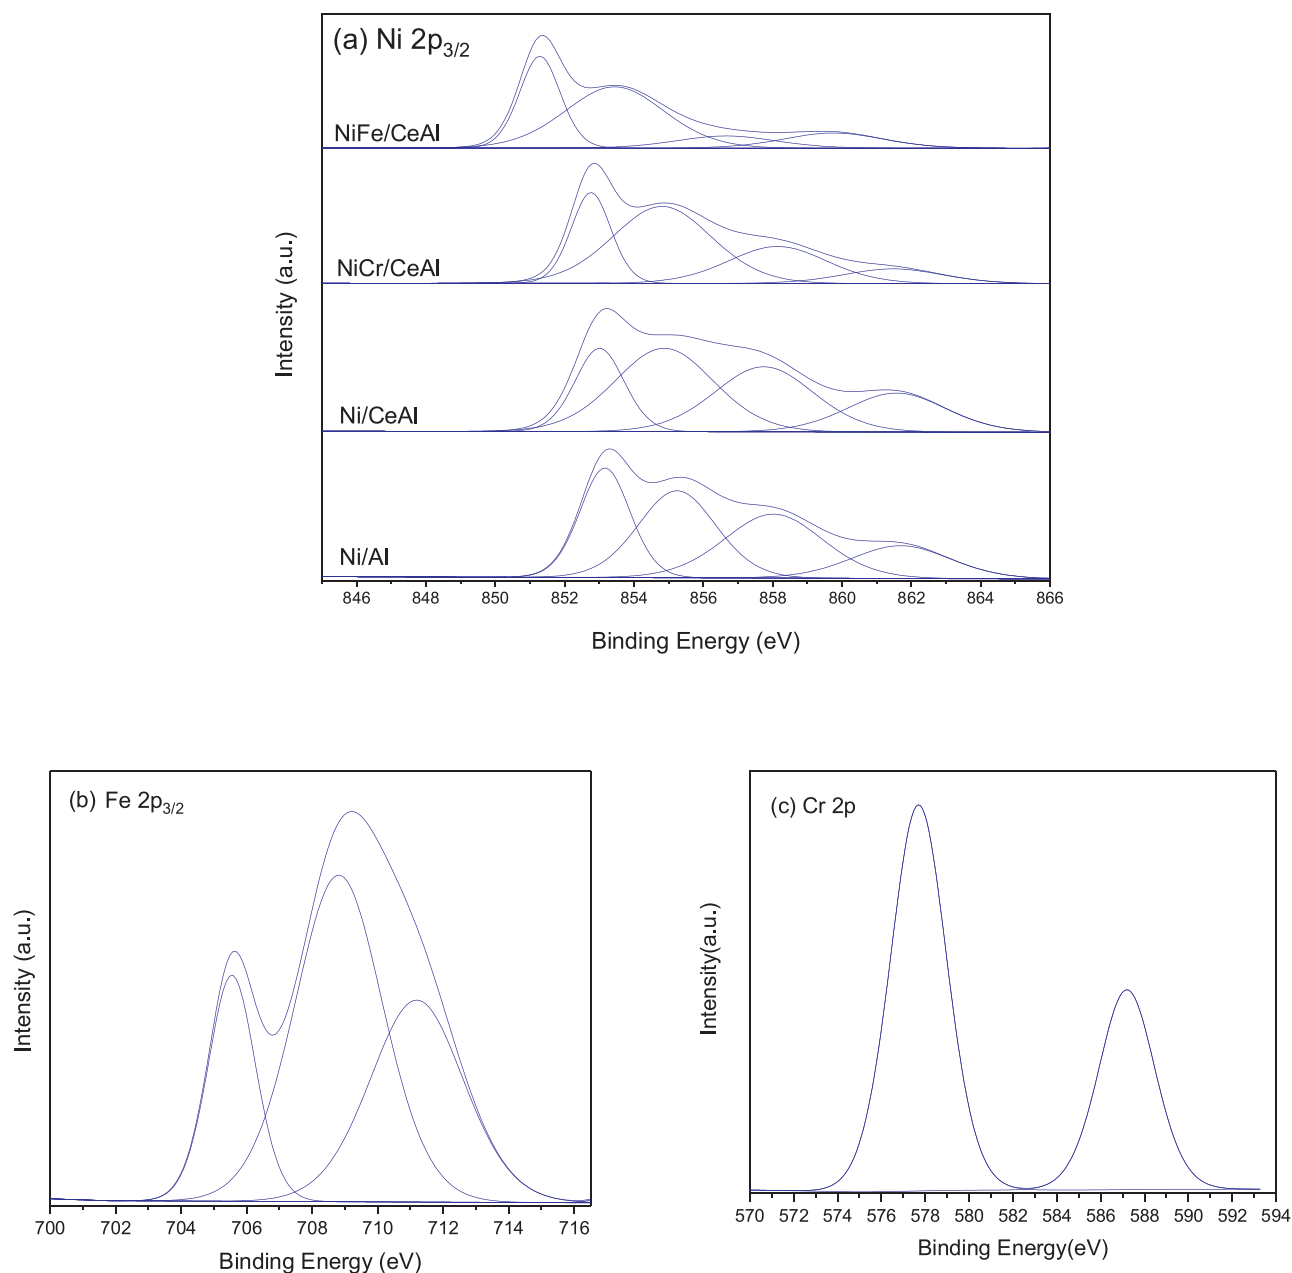 (a) Ni 2p3/2
NiFe/CeAl
NiCr/CeAl
Ni/CeAl
Ni/Al
Intensity (a.u.)
846 848 850 852 854 856 858 860 862 864 866
Binding Energy (eV)
(b) Fe 2p3/2
Intensity (a.u.)
700 702 704 706 708 710 712 714 716
Binding Energy (eV)
(c) Cr 2p
Intensity(a.u.)
570 572 574 576 578 580 582 584 586 588 590 592 594
Binding Energy(eV)